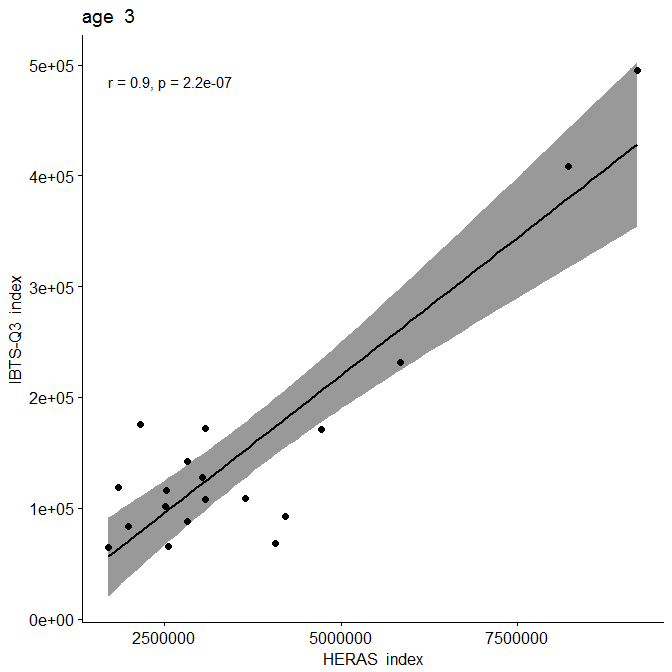 age 3
r = 0.9, p = 2.2e-07
IBTS-Q3 index
5e+05
4e+05
3e+05
2e+05
1e+05
0e+00
2500000 5000000 7500000
HERAS index